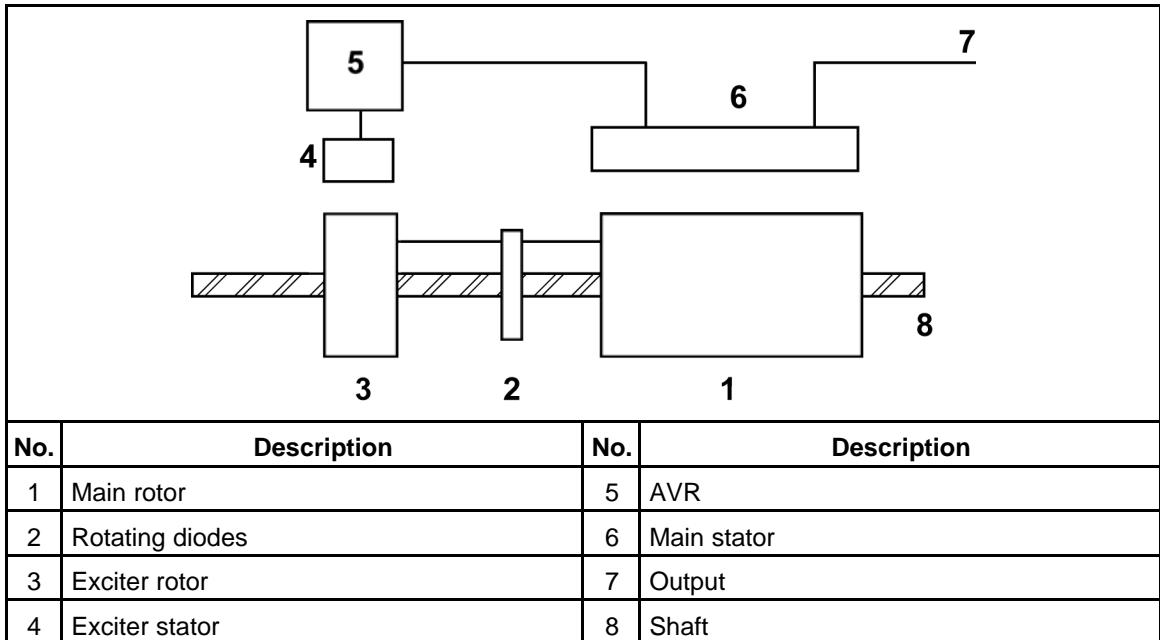 5
7
6
4
8
3 2 1
No. Description No. Description
1 Main rotor 5 AVR
2 Rotating diodes 6 Main stator
3 Exciter rotor 7 Output
4 Exciter stator 8 Shaft